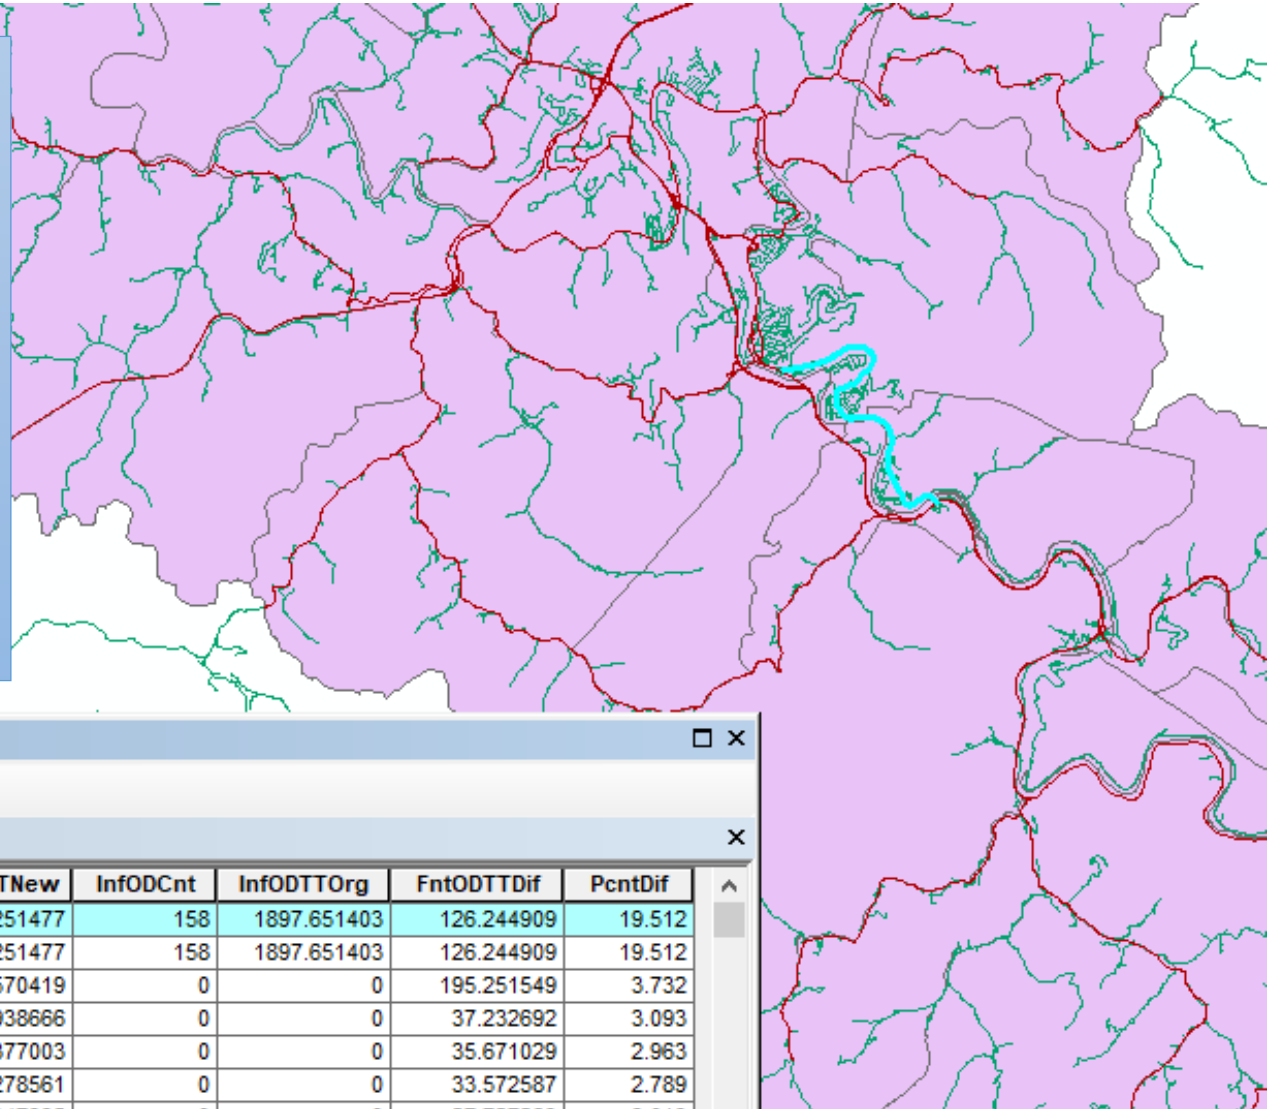 TNew InfODCnt InfODTTOrg FntODTTDif PcntDif
251477 158 1897.651403 126.244909 19.512
251477 158 1897.651403 126.244909 19.512
570419 0 0 195.251549 3.732
938666 0 0 37.232692 3.093
377003 0 0 35.671029 2.963
278561 0 0 33.572587 2.789